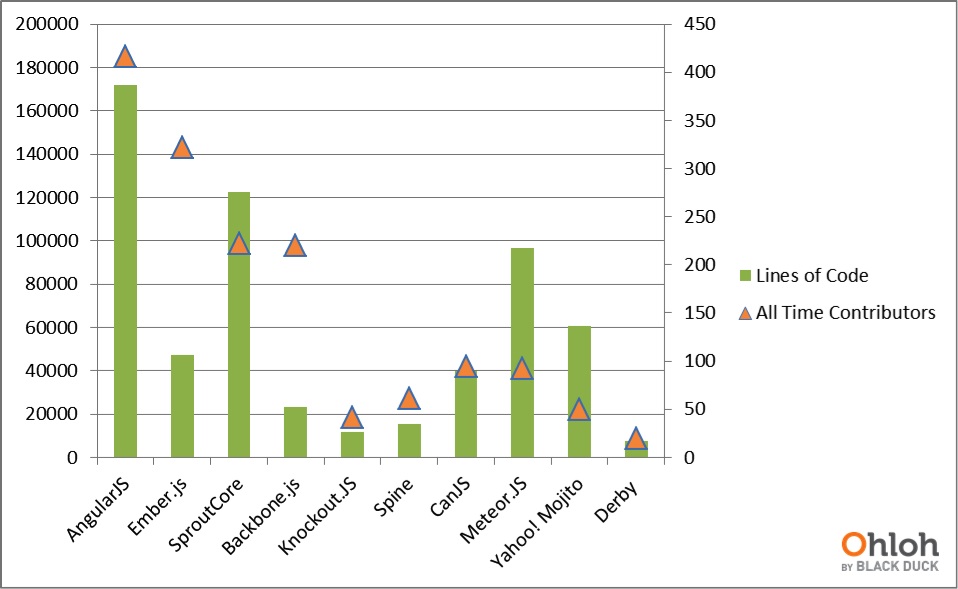 200000
180000
160000
140000
120000
100000
80000
60000
40000
20000
0
450
400
350
300
250
200
150
100
50
0
AngularJS
Ember.js
SproutCore
Backbone.js
Knockout.JS
Spine
CanJS
Meteor.JS
Yahoo! Mojito
Derby
Lines of Code
All Time Contributors
Ohloh
BY BLACK DUCK